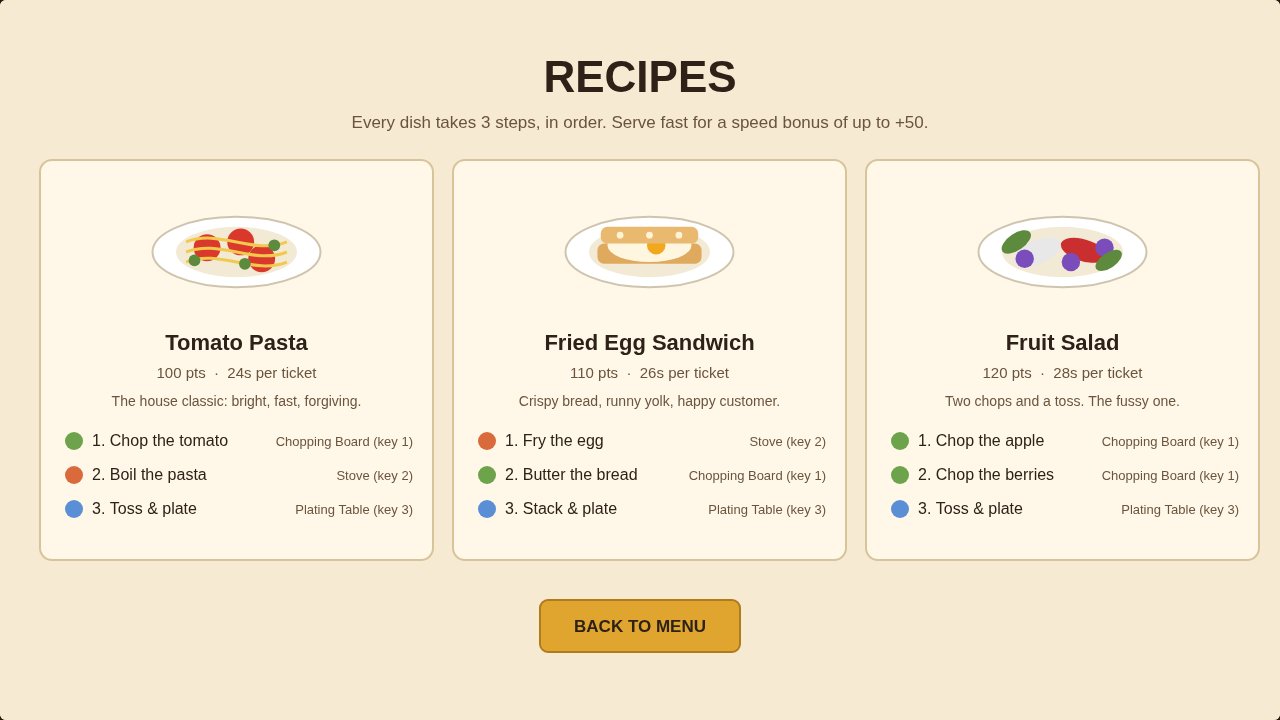 RECIPES
Every dish takes 3 steps, in order. Serve fast for a speed bonus of up to +50.
Tomato Pasta
100 pts · 24s per ticket
The house classic: bright, fast, forgiving.
1. Chop the tomato Chopping Board (key 1)
2. Boil the pasta Stove (key 2)
3. Toss & plate Plating Table (key 3)
Fried Egg Sandwich
110 pts · 26s per ticket
Crispy bread, runny yolk, happy customer.
1. Fry the egg Stove (key 2)
2. Butter the bread Chopping Board (key 1)
3. Stack & plate Plating Table (key 3)
Fruit Salad
120 pts · 28s per ticket
Two chops and a toss. The fussy one.
1. Chop the apple Chopping Board (key 1)
2. Chop the berries Chopping Board (key 1)
3. Toss & plate Plating Table (key 3)
BACK TO MENU